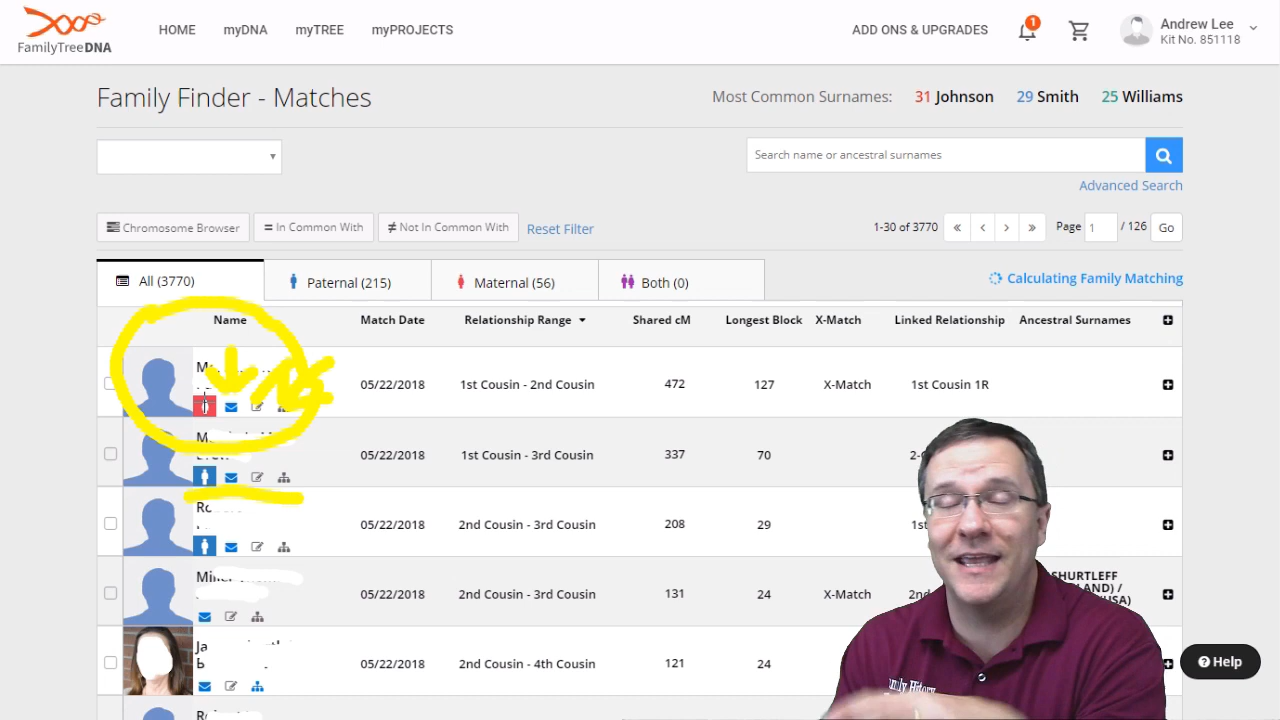 HOME myDNA myTREE myPROJECTS ADD ONS & UPGRADES 1 Andrew Lee
FamilyTreeDNA Kit No. 851118
Family Finder - Matches Most Common Surnames: 31 Johnson 29 Smith 25 Williams
Search name or ancestral surnames
Advanced Search
Chromosome Browser = In Common With ≠ Not In Common With Reset Filter 1-30 of 3770 « ‹ › » Page 1 / 126 Go
All (3770) Paternal (215) Maternal (56) Both (0) Calculating Family Matching
Name Match Date Relationship Range Shared cM Longest Block X-Match Linked Relationship Ancestral Surnames
05/22/2018 1st Cousin - 2nd Cousin 472 127 X-Match 1st Cousin 1R
05/22/2018 1st Cousin - 3rd Cousin 337 70
05/22/2018 2nd Cousin - 3rd Cousin 208 29
05/22/2018 2nd Cousin - 3rd Cousin 131 24 X-Match SHURTLEFF
05/22/2018 2nd Cousin - 4th Cousin 121 24
Family History
Help